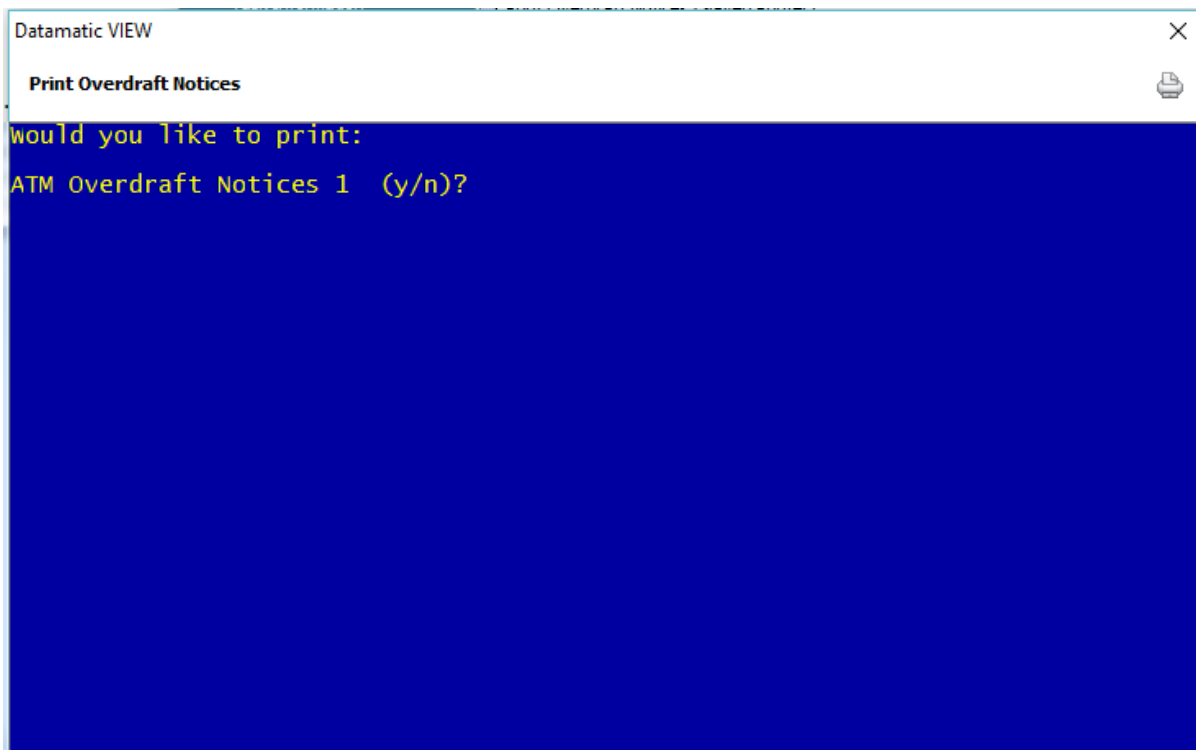 Datamatic VIEW
Print Overdraft Notices
Would you like to print:
ATM Overdraft Notices 1  (y/n)?